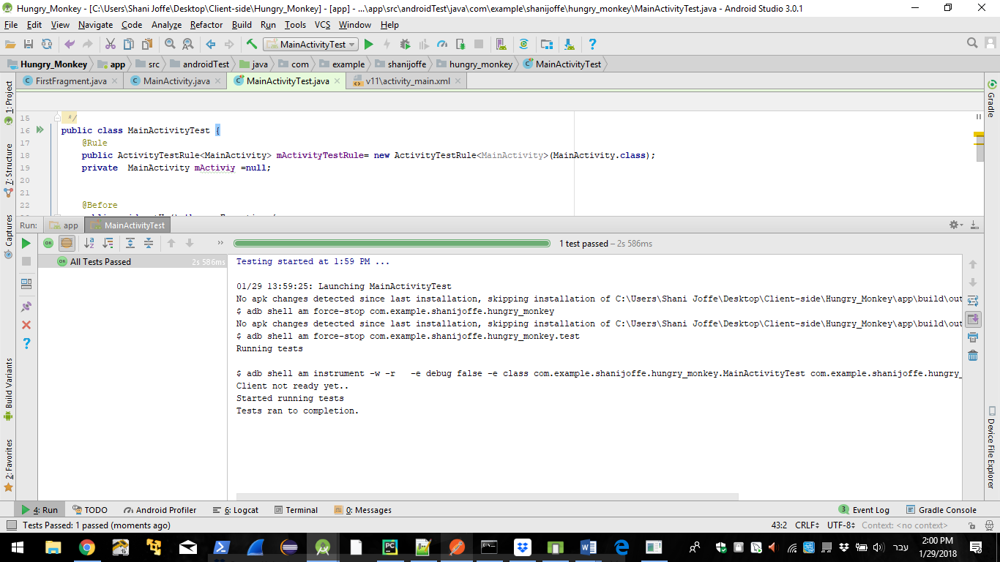 Hungry_Monkey - [C:\Users\Shani Joffe\Desktop\Client-side\Hungry_Monkey] - [app] - ...\app\src\androidTest\java\com\example\shanijoffe\hungry_monkey\MainActivityTest.java - Android Studio 3.0.1
File Edit View Navigate Code Analyze Refactor Build Run Tools VCS Window Help
MainActivityTest
Hungry_Monkey app src androidTest java com example shanijoffe hungry_monkey MainActivityTest
FirstFragment.java MainActivity.java MainActivityTest.java v11\activity_main.xml
1: Project
7: Structure
Captures
Build Variants
2: Favorites
Gradle
Device File Explorer
15 */
16 public class MainActivityTest {
17 @Rule
18 public ActivityTestRule<MainActivity> mActivityTestRule= new ActivityTestRule<MainActivity>(MainActivity.class);
19 private  MainActivity mActiviy =null;
20
21
22 @Before
Run: app MainActivityTest
OK 1 test passed – 2s 586ms
OK All Tests Passed 2s 586ms
Testing started at 1:59 PM ...
01/29 13:59:25: Launching MainActivityTest
No apk changes detected since last installation, skipping installation of C:\Users\Shani Joffe\Desktop\Client-side\Hungry_Monkey\app\build\out
$ adb shell am force-stop com.example.shanijoffe.hungry_monkey
No apk changes detected since last installation, skipping installation of C:\Users\Shani Joffe\Desktop\Client-side\Hungry_Monkey\app\build\out
$ adb shell am force-stop com.example.shanijoffe.hungry_monkey.test
Running tests
$ adb shell am instrument -w -r   -e debug false -e class com.example.shanijoffe.hungry_monkey.MainActivityTest com.example.shanijoffe.hungry_
Client not ready yet..
Started running tests
Tests ran to completion.
4: Run TODO Android Profiler 6: Logcat Terminal 0: Messages 3 Event Log Gradle Console
Tests Passed: 1 passed (moments ago) 43:2 CRLF UTF-8 Context: <no context>
PC
עבר
2:00 PM
1/29/2018